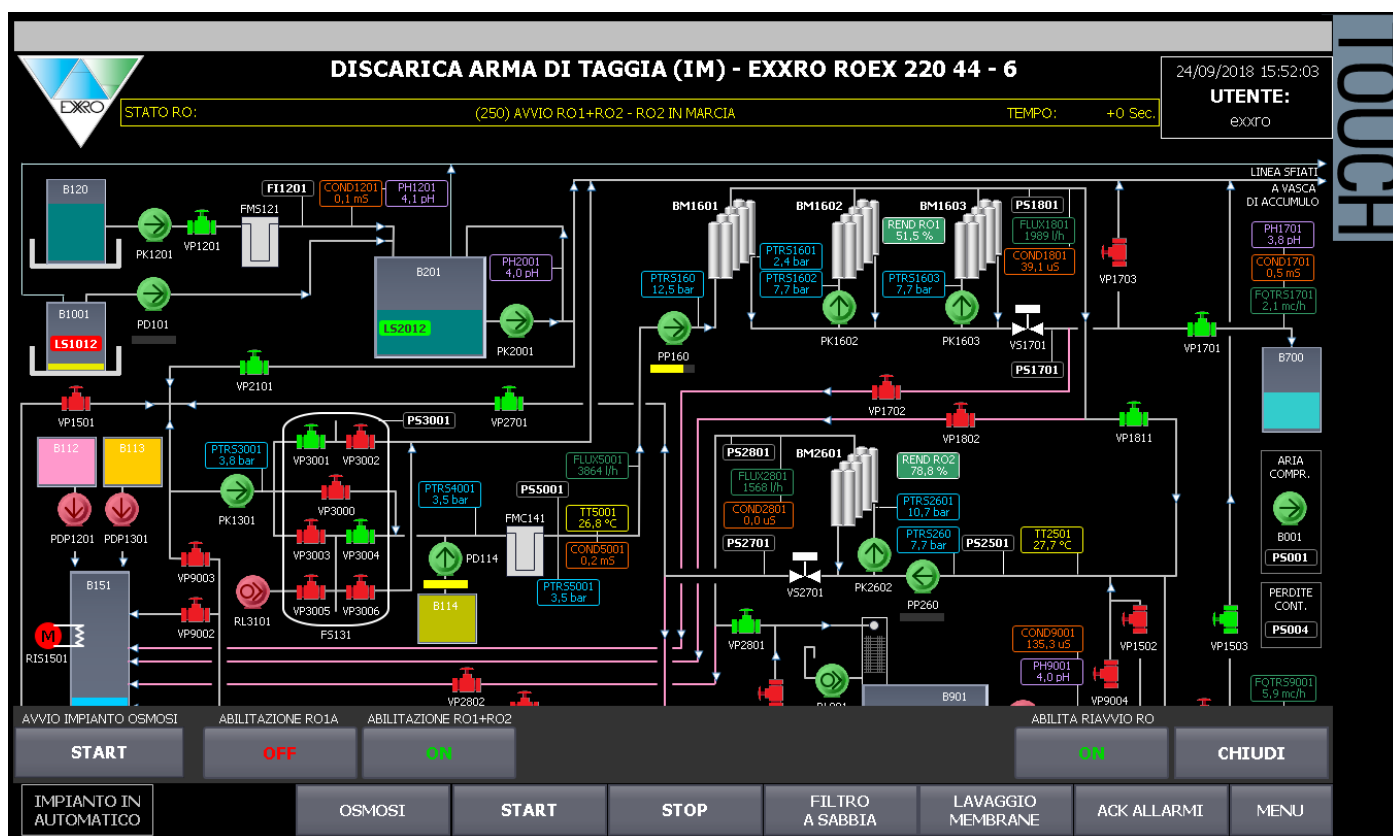 TOUCH
DISCARICA ARMA DI TAGGIA (IM) - EXXRO ROEX 220 44 - 6
24/09/2018 15:52:03
UTENTE:
exxro
EXXRO
STATO RO:
(250) AVVIO RO1+RO2 - RO2 IN MARCIA
TEMPO:
+0 Sec.
LINEA SFIATI
A VASCA
DI ACCUMULO
B120
PK1201
VP1201
FMS121
FI1201
COND1201
0,1 mS
PH1201
4,1 pH
B1001
LS1012
PD101
B201
LS2012
PH2001
4,0 pH
PK2001
BM1601
BM1602
BM1603
PS1801
REND RO1
51,5 %
FLUX1801
1989 l/h
COND1801
39,1 uS
PTRS1601
2,4 bar
PTRS160
12,5 bar
PTRS1602
7,7 bar
PTRS1603
7,7 bar
PP160
PK1602
PK1603
VS1701
PS1701
VP1703
PH1701
3,8 pH
COND1701
0,5 mS
FQTRS1701
2,1 mc/h
VP1701
B700
VP2101
VP1501
VP2701
VP1702
VP1802
VP1811
B112
B113
PDP1201
PDP1301
PTRS3001
3,8 bar
PK1301
PS3001
VP3001
VP3002
VP3000
VP3003
VP3004
VP3005
VP3006
FS131
RL3101
PTRS4001
3,5 bar
PD114
B114
PS5001
FMC141
FLUX5001
3864 l/h
TT5001
26,8 °C
COND5001
0,2 mS
PTRS5001
3,5 bar
PS2801
BM2601
REND RO2
78,8 %
FLUX2801
1568 l/h
COND2801
0,0 uS
PS2701
PTRS2601
10,7 bar
PTRS260
7,7 bar
PS2501
TT2501
27,7 °C
VS2701
PK2602
PP260
ARIA
COMPR.
B001
PS001
PERDITE
CONT.
PS004
VP9003
VP9002
B151
M
RIS1501
VP2801
VP2802
B901
COND9001
135,3 uS
PH9001
4,0 pH
VP9004
VP1502
VP1503
FQTRS9001
5,9 mc/h
AVVIO IMPIANTO OSMOSI
START
ABILITAZIONE RO1A
OFF
ABILITAZIONE RO1+RO2
ON
ABILITA RIAVVIO RO
ON
CHIUDI
IMPIANTO IN
AUTOMATICO
OSMOSI
START
STOP
FILTRO
A SABBIA
LAVAGGIO
MEMBRANE
ACK ALLARMI
MENU